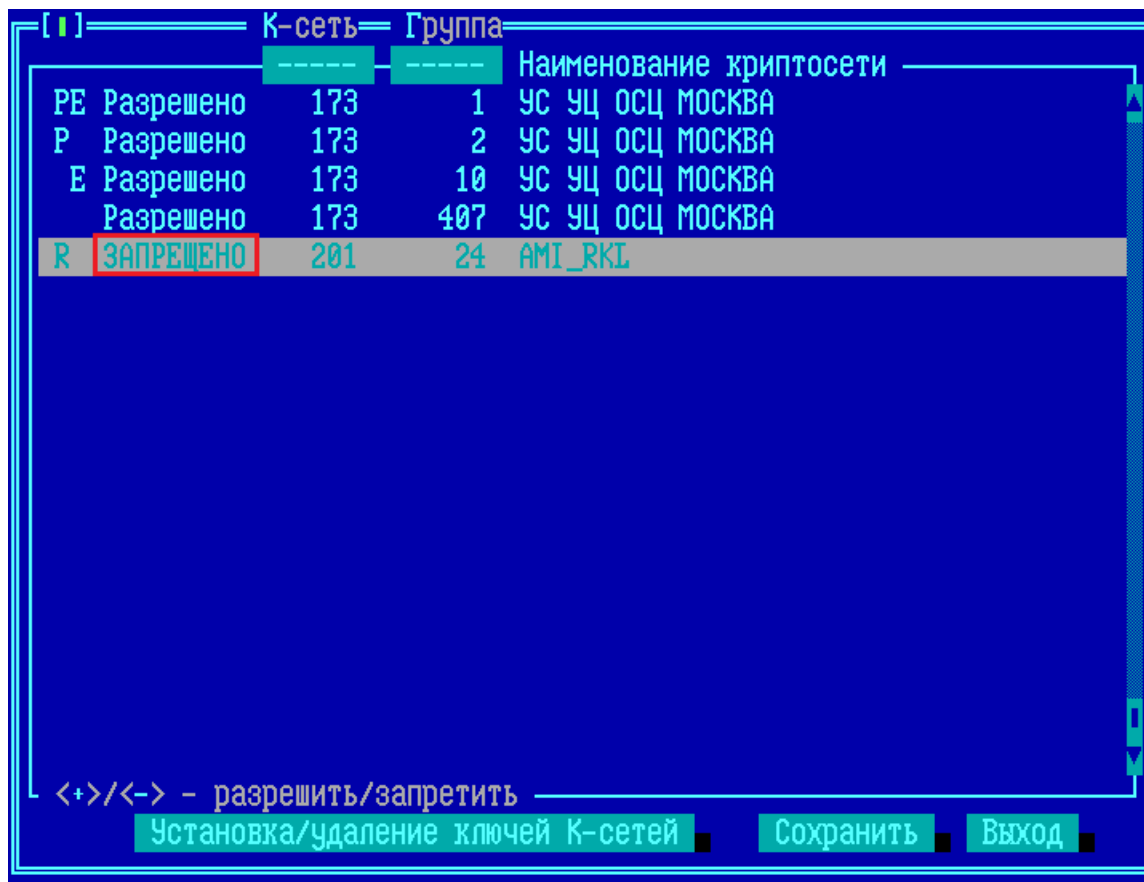 [▮] К-сеть Группа
----- ----- Наименование криптосети
PE Разрешено 173 1 УС УЦ ОСЦ МОСКВА
P Разрешено 173 2 УС УЦ ОСЦ МОСКВА
E Разрешено 173 10 УС УЦ ОСЦ МОСКВА
Разрешено 173 407 УС УЦ ОСЦ МОСКВА
R ЗАПРЕЩЕНО 201 24 AMI_RKL
<+>/<-> - разрешить/запретить
Установка/удаление ключей К-сетей Сохранить Выход